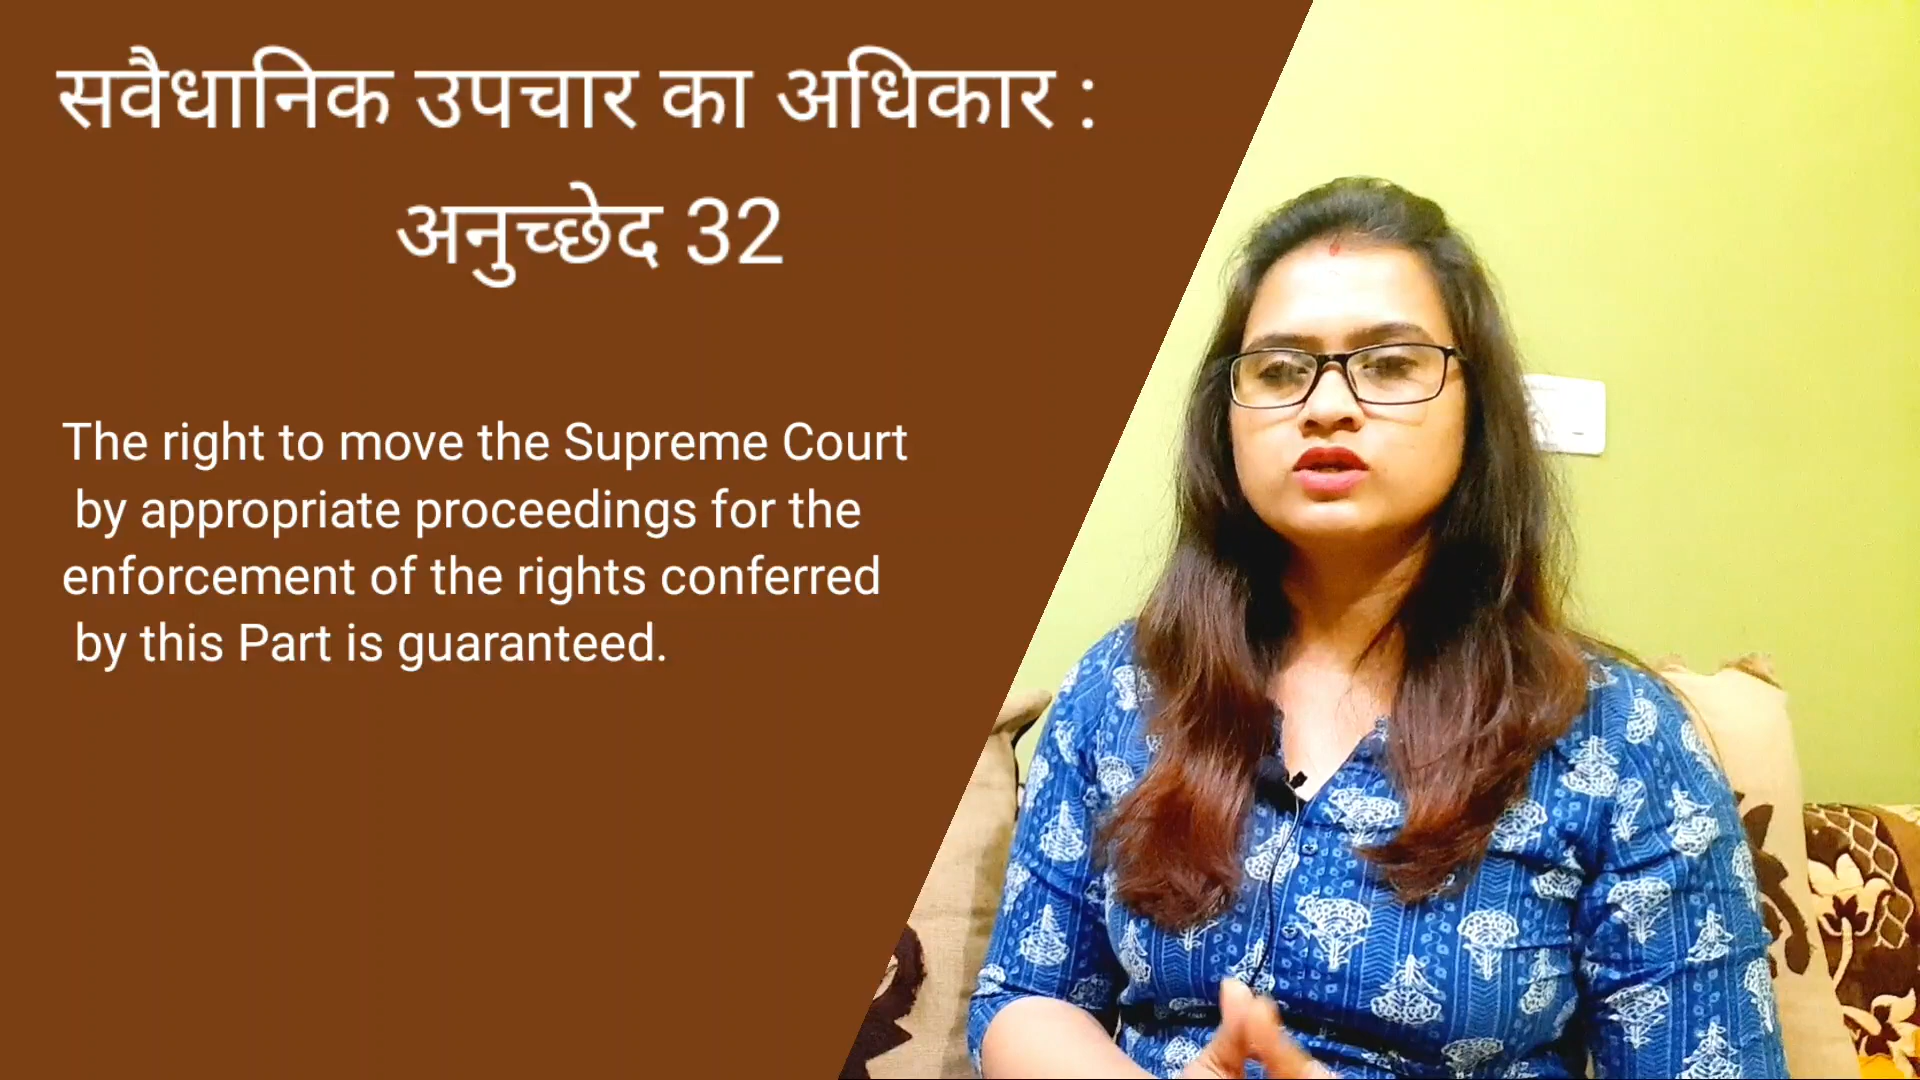 सवैधानिक उपचार का अधिकार :
अनुच्छेद 32
The right to move the Supreme Court
by appropriate proceedings for the
enforcement of the rights conferred
by this Part is guaranteed.